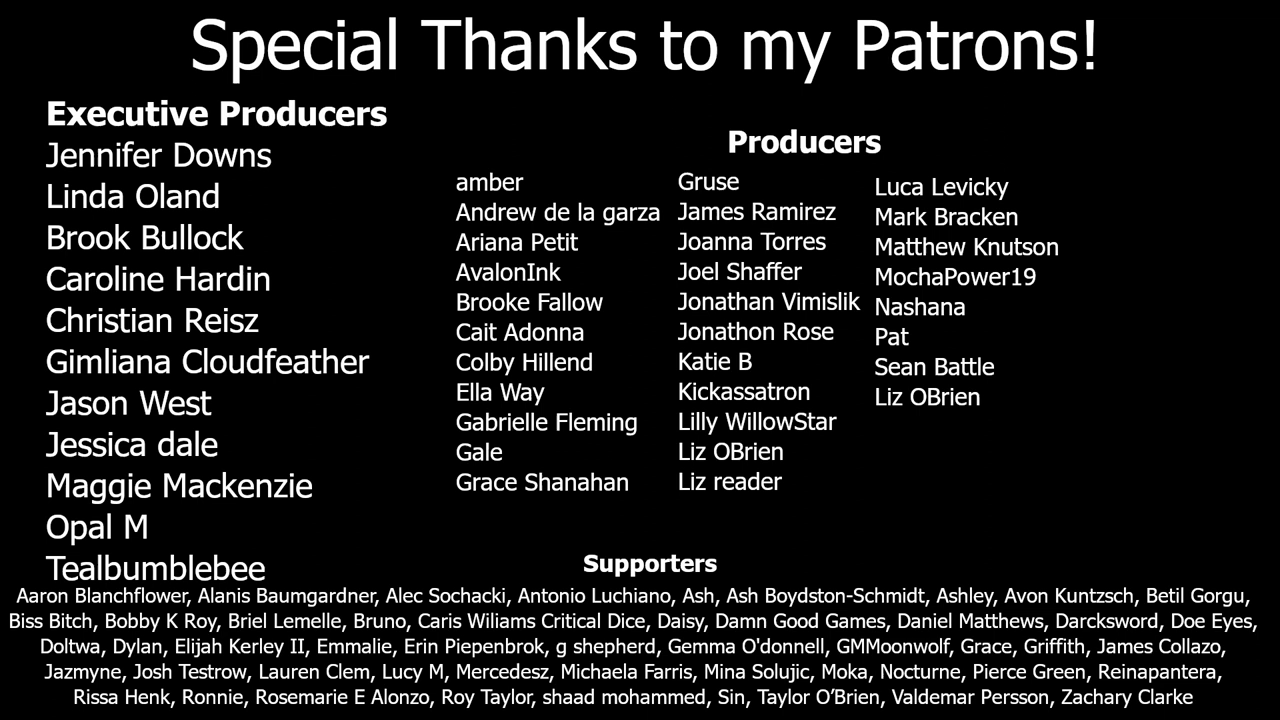 Special Thanks to my Patrons!
Executive Producers
Jennifer Downs
Linda Oland
Brook Bullock
Caroline Hardin
Christian Reisz
Gimliana Cloudfeather
Jason West
Jessica dale
Maggie Mackenzie
Opal M
Tealbumblebee
Producers
amber
Andrew de la garza
Ariana Petit
AvalonInk
Brooke Fallow
Cait Adonna
Colby Hillend
Ella Way
Gabrielle Fleming
Gale
Grace Shanahan
Gruse
James Ramirez
Joanna Torres
Joel Shaffer
Jonathan Vimislik
Jonathon Rose
Katie B
Kickassatron
Lilly WillowStar
Liz OBrien
Liz reader
Luca Levicky
Mark Bracken
Matthew Knutson
MochaPower19
Nashana
Pat
Sean Battle
Liz OBrien
Supporters
Aaron Blanchflower, Alanis Baumgardner, Alec Sochacki, Antonio Luchiano, Ash, Ash Boydston-Schmidt, Ashley, Avon Kuntzsch, Betil Gorgu,
Biss Bitch, Bobby K Roy, Briel Lemelle, Bruno, Caris Wiliams Critical Dice, Daisy, Damn Good Games, Daniel Matthews, Darcksword, Doe Eyes,
Doltwa, Dylan, Elijah Kerley II, Emmalie, Erin Piepenbrok, g shepherd, Gemma O'donnell, GMMoonwolf, Grace, Griffith, James Collazo,
Jazmyne, Josh Testrow, Lauren Clem, Lucy M, Mercedesz, Michaela Farris, Mina Solujic, Moka, Nocturne, Pierce Green, Reinapantera,
Rissa Henk, Ronnie, Rosemarie E Alonzo, Roy Taylor, shaad mohammed, Sin, Taylor O’Brien, Valdemar Persson, Zachary Clarke